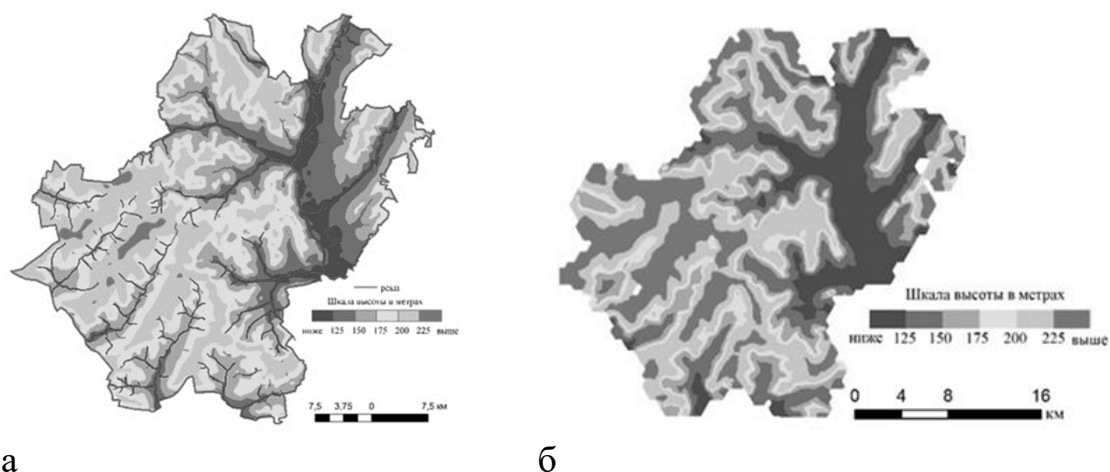 реки
Шкала высоты в метрах
ниже 125 150 175 200 225 выше
7,5 3,75 0 7,5 км
Шкала высоты в метрах
ниже 125 150 175 200 225 выше
0 4 8 16
км
а б